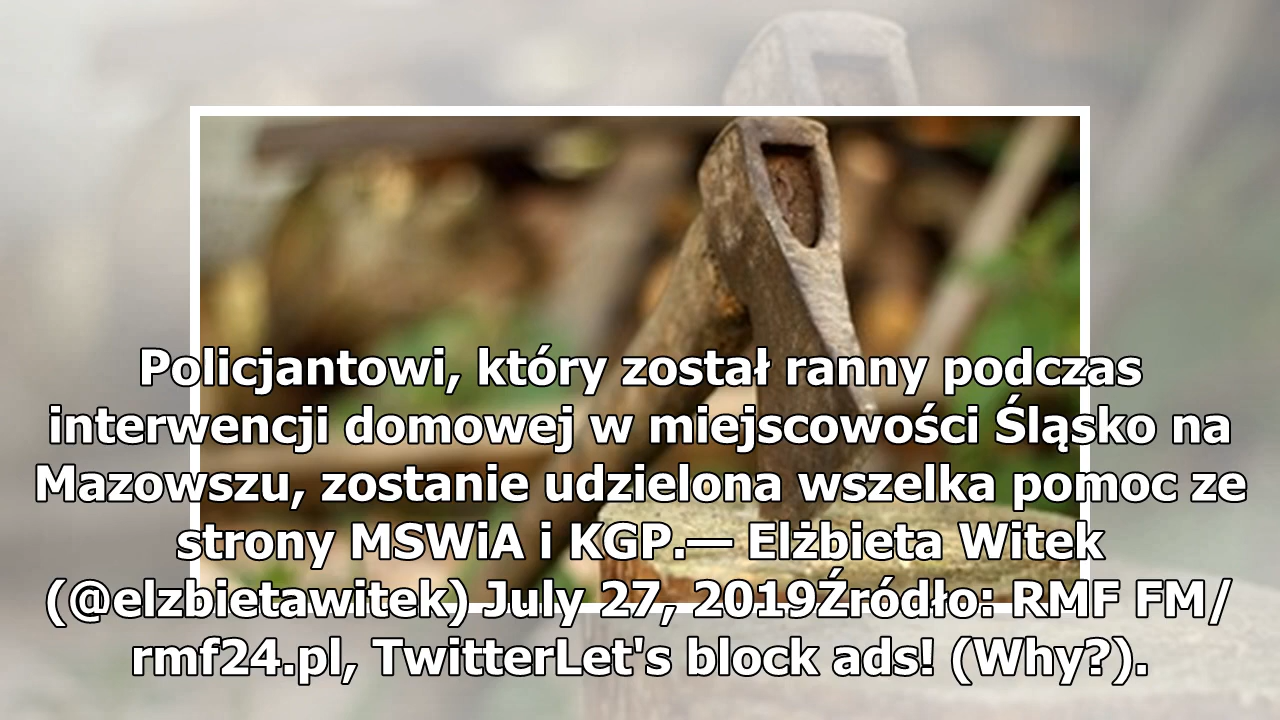 Policjantowi, który został ranny podczas
interwencji domowej w miejscowości Śląsko na
Mazowszu, zostanie udzielona wszelka pomoc ze
strony MSWiA i KGP.— Elżbieta Witek
(@elzbietawitek) July 27, 2019Źródło: RMF FM/
rmf24.pl, TwitterLet's block ads! (Why?).